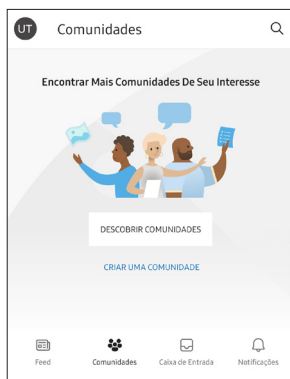 UT Comunidades
Encontrar Mais Comunidades De Seu Interesse
DESCOBRIR COMUNIDADES
CRIAR UMA COMUNIDADE
Feed Comunidades Caixa de Entrada Notificações